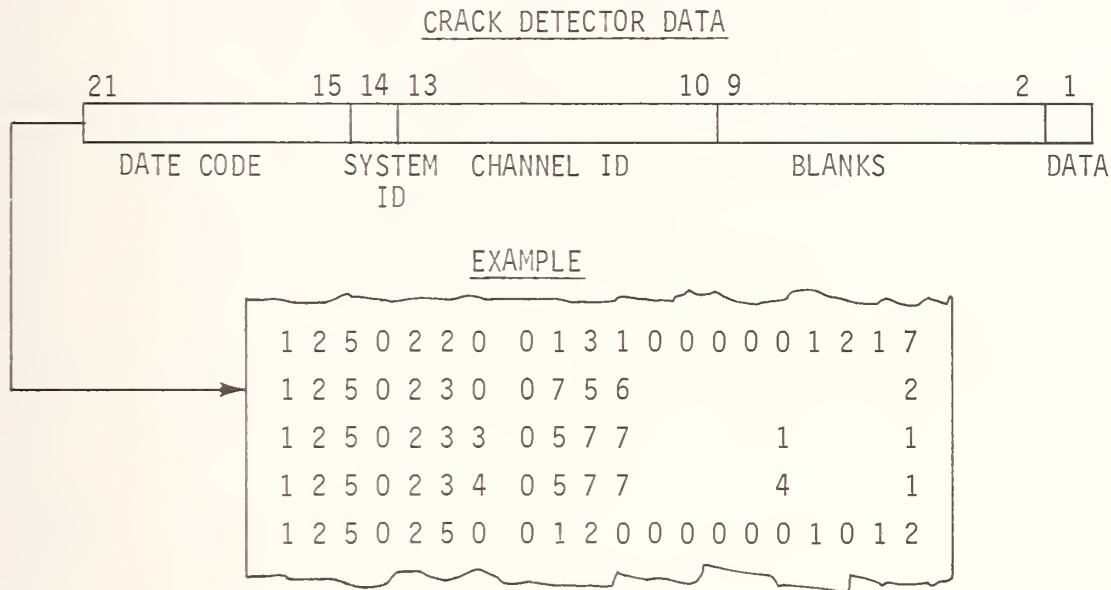 CRACK DETECTOR DATA
21 15 14 13 10 9 2 1
DATE CODE SYSTEM ID CHANNEL ID BLANKS DATA
EXAMPLE
1 2 5 0 2 2 0 0 1 3 1 0 0 0 0 0 1 2 1 7
1 2 5 0 2 3 0 0 7 5 6 2
1 2 5 0 2 3 3 0 5 7 7 1 1
1 2 5 0 2 3 4 0 5 7 7 4 1
1 2 5 0 2 5 0 0 1 2 0 0 0 0 0 0 1 0 1 2